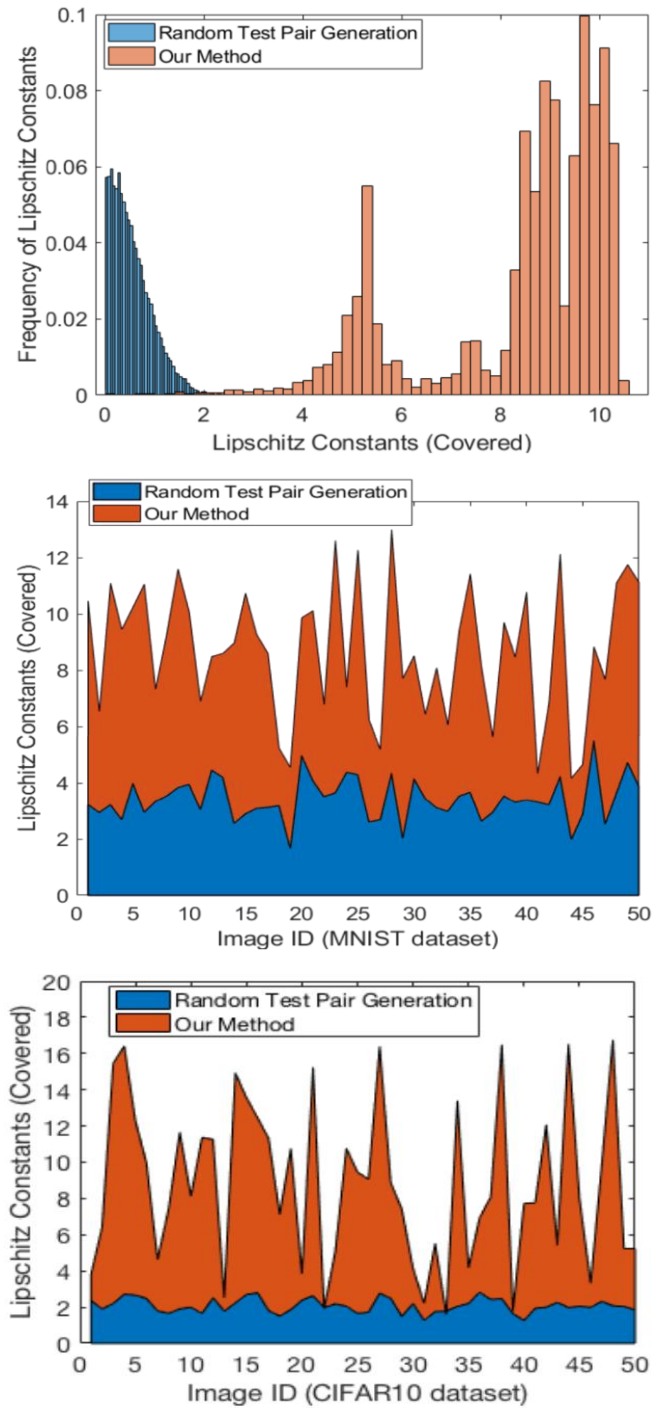 Random Test Pair Generation
Our Method
Frequency of Lipschitz Constants
0.1
0.08
0.06
0.04
0.02
0
0 2 4 6 8 10
Lipschitz Constants (Covered)
Random Test Pair Generation
Our Method
Lipschitz Constants (Covered)
14
12
10
8
6
4
2
0
0 5 10 15 20 25 30 35 40 45 50
Image ID (MNIST dataset)
Random Test Pair Generation
Our Method
Lipschitz Constants (Covered)
20
18
16
14
12
10
8
6
4
2
0
0 5 10 15 20 25 30 35 40 45 50
Image ID (CIFAR10 dataset)